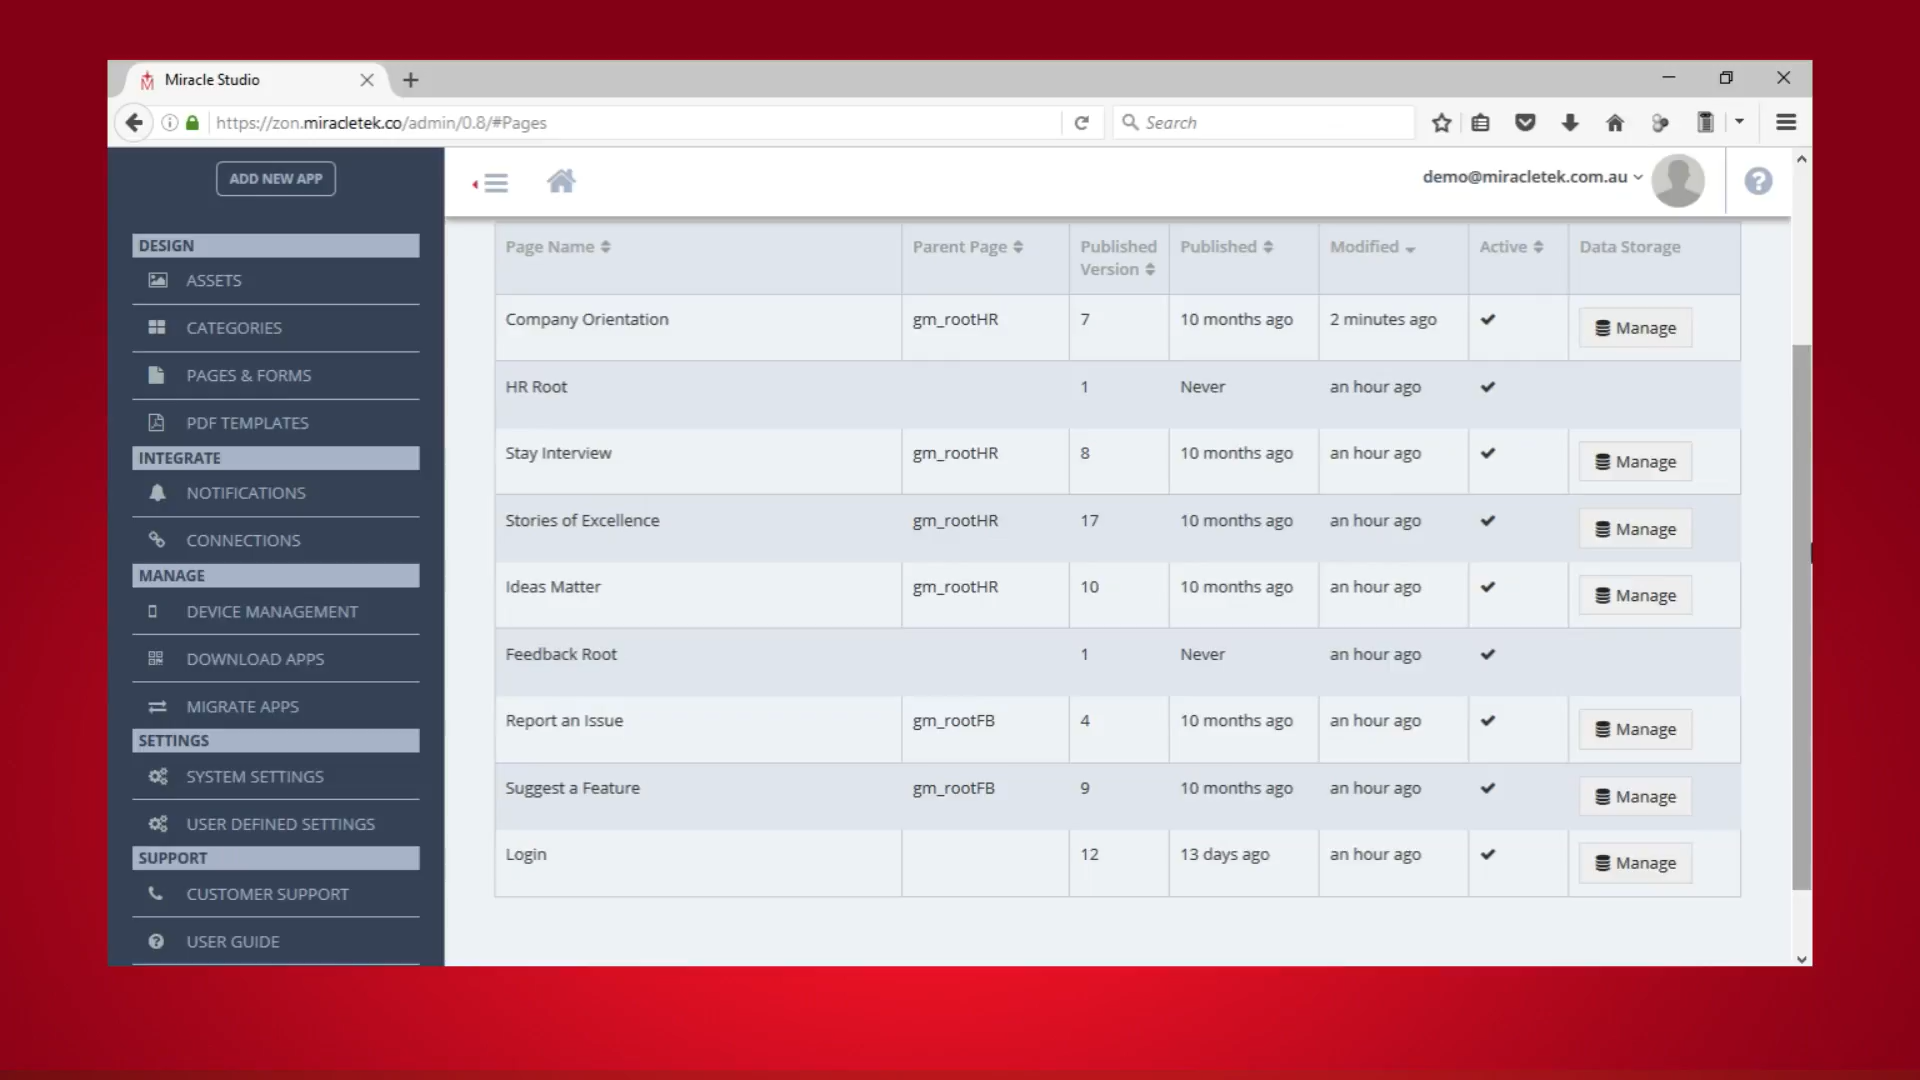 Miracle Studio
https://zon.miracletek.co/admin/0.8/#Pages
Search
ADD NEW APP
demo@miracletek.com.au
DESIGN
ASSETS
CATEGORIES
PAGES & FORMS
PDF TEMPLATES
INTEGRATE
NOTIFICATIONS
CONNECTIONS
MANAGE
DEVICE MANAGEMENT
DOWNLOAD APPS
MIGRATE APPS
SETTINGS
SYSTEM SETTINGS
USER DEFINED SETTINGS
SUPPORT
CUSTOMER SUPPORT
USER GUIDE
Page Name Parent Page Published Version Published Modified Active Data Storage
Company Orientation gm_rootHR 7 10 months ago 2 minutes ago Manage
HR Root 1 Never an hour ago
Stay Interview gm_rootHR 8 10 months ago an hour ago Manage
Stories of Excellence gm_rootHR 17 10 months ago an hour ago Manage
Ideas Matter gm_rootHR 10 10 months ago an hour ago Manage
Feedback Root 1 Never an hour ago
Report an Issue gm_rootFB 4 10 months ago an hour ago Manage
Suggest a Feature gm_rootFB 9 10 months ago an hour ago Manage
Login 12 13 days ago an hour ago Manage